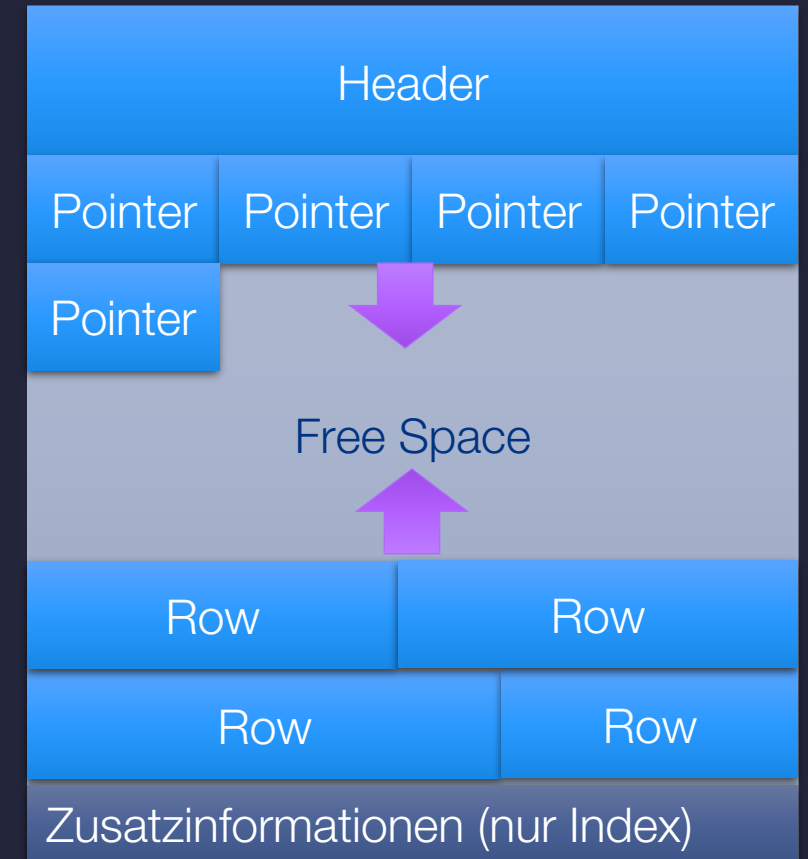 Header
Pointer Pointer Pointer Pointer
Pointer
Free Space
Row Row
Row Row
Zusatzinformationen (nur Index)